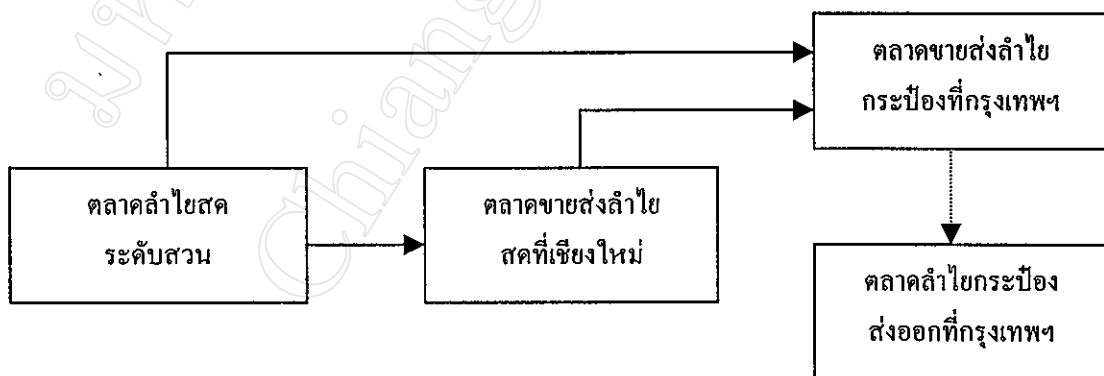 ตลาดขายส่งลำไย
กระป๋องที่กรุงเทพฯ
ตลาดลำไยสด
ระดับสวน
ตลาดขายส่งลำไย
สดที่เชียงใหม่
ตลาดลำไยกระป๋อง
ส่งออกที่กรุงเทพฯ
Chiang